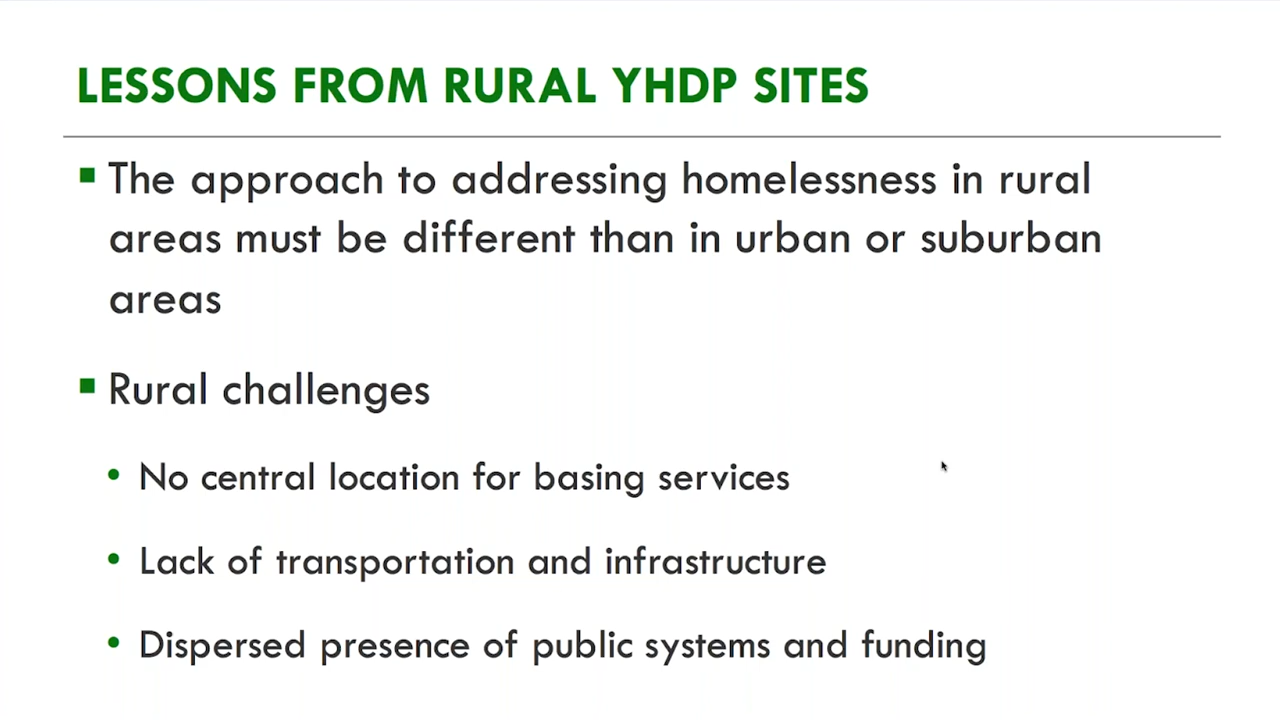 LESSONS FROM RURAL YHDP SITES
The approach to addressing homelessness in rural
areas must be different than in urban or suburban
areas
Rural challenges
No central location for basing services
Lack of transportation and infrastructure
Dispersed presence of public systems and funding